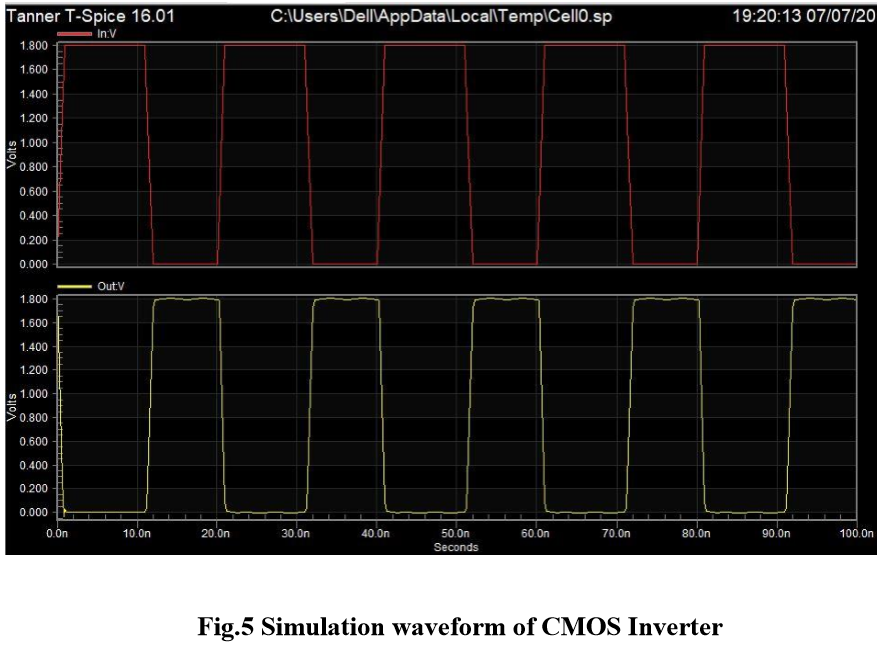 Tanner T-Spice 16.01 C:\Users\Dell\AppData\Local\Temp\Cell0.sp 19:20:13 07/07/20
In:V
1.800
1.600
1.400
1.200
1.000
0.800
0.600
0.400
0.200
0.000
Volts
Out:V
1.800
1.600
1.400
1.200
1.000
0.800
0.600
0.400
0.200
0.000
Volts
0.0n 10.0n 20.0n 30.0n 40.0n 50.0n 60.0n 70.0n 80.0n 90.0n 100.0n
Seconds
Fig.5 Simulation waveform of CMOS Inverter